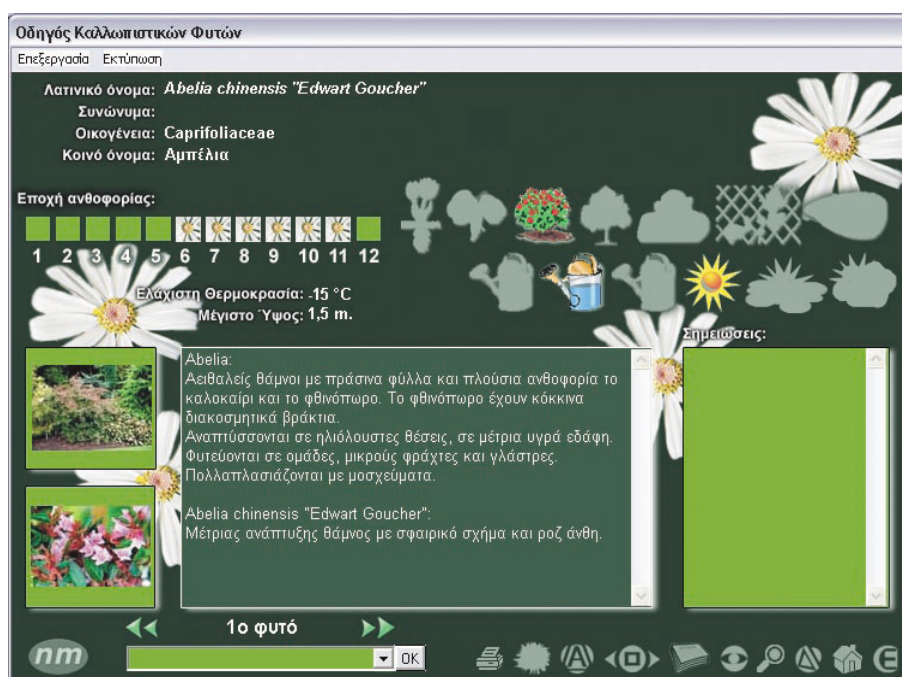 Οδηγός Καλλωπιστικών Φυτών
Επεξεργασία Εκτύπωση
Λατινικό όνομα: Abelia chinensis "Edwart Goucher"
Συνώνυμα:
Οικογένεια: Caprifoliaceae
Κοινό όνομα: Αμπέλια
Εποχή ανθοφορίας:
1 2 3 4 5 6 7 8 9 10 11 12
Ελάχιστη Θερμοκρασία: -15 °C
Μέγιστο Ύψος: 1,5 m.
Σημειώσεις:
Abelia:
Αειθαλείς θάμνοι με πράσινα φύλλα και πλούσια ανθοφορία το
καλοκαίρι και το φθινόπωρο. Το φθινόπωρο έχουν κόκκινα
διακοσμητικά βράκτια.
Αναπτύσσονται σε ηλιόλουστες θέσεις, σε μέτρια υγρά εδάφη.
Φυτεύονται σε ομάδες, μικρούς φράχτες και γλάστρες.
Πολλαπλασιάζονται με μοσχεύματα.
Abelia chinensis "Edwart Goucher":
Μέτριας ανάπτυξης θάμνος με σφαιρικό σχήμα και ροζ άνθη.
1ο φυτό
nm
OK